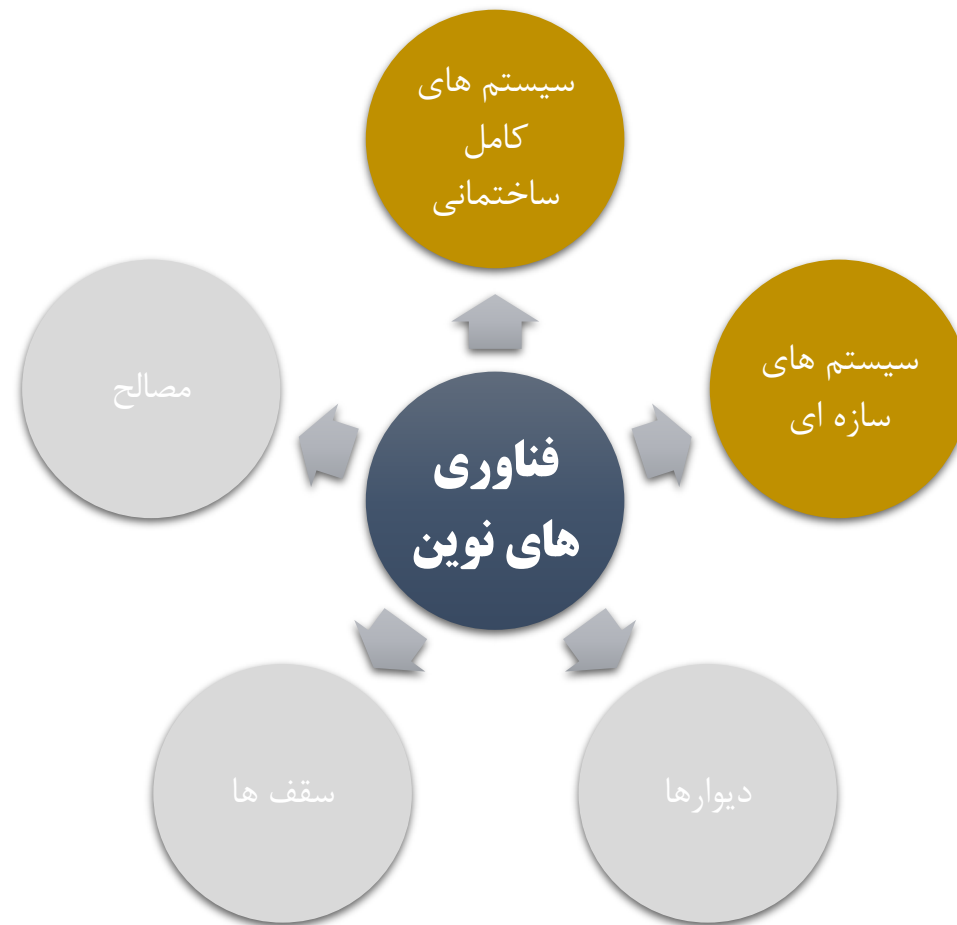 سیستم های
کامل
ساختمانی
سیستم های
سازه ای
مصالح
فناوری
های نوین
دیوارها
سقف ها